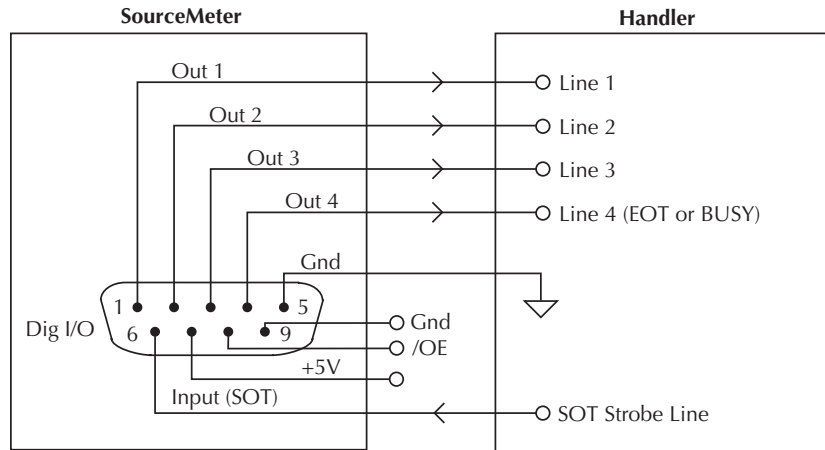 SourceMeter
Handler
Out 1
Line 1
Out 2
Line 2
Out 3
Line 3
Out 4
Line 4 (EOT or BUSY)
Gnd
1
5
Dig I/O
6
9
Gnd
/OE
+5V
Input (SOT)
SOT Strobe Line